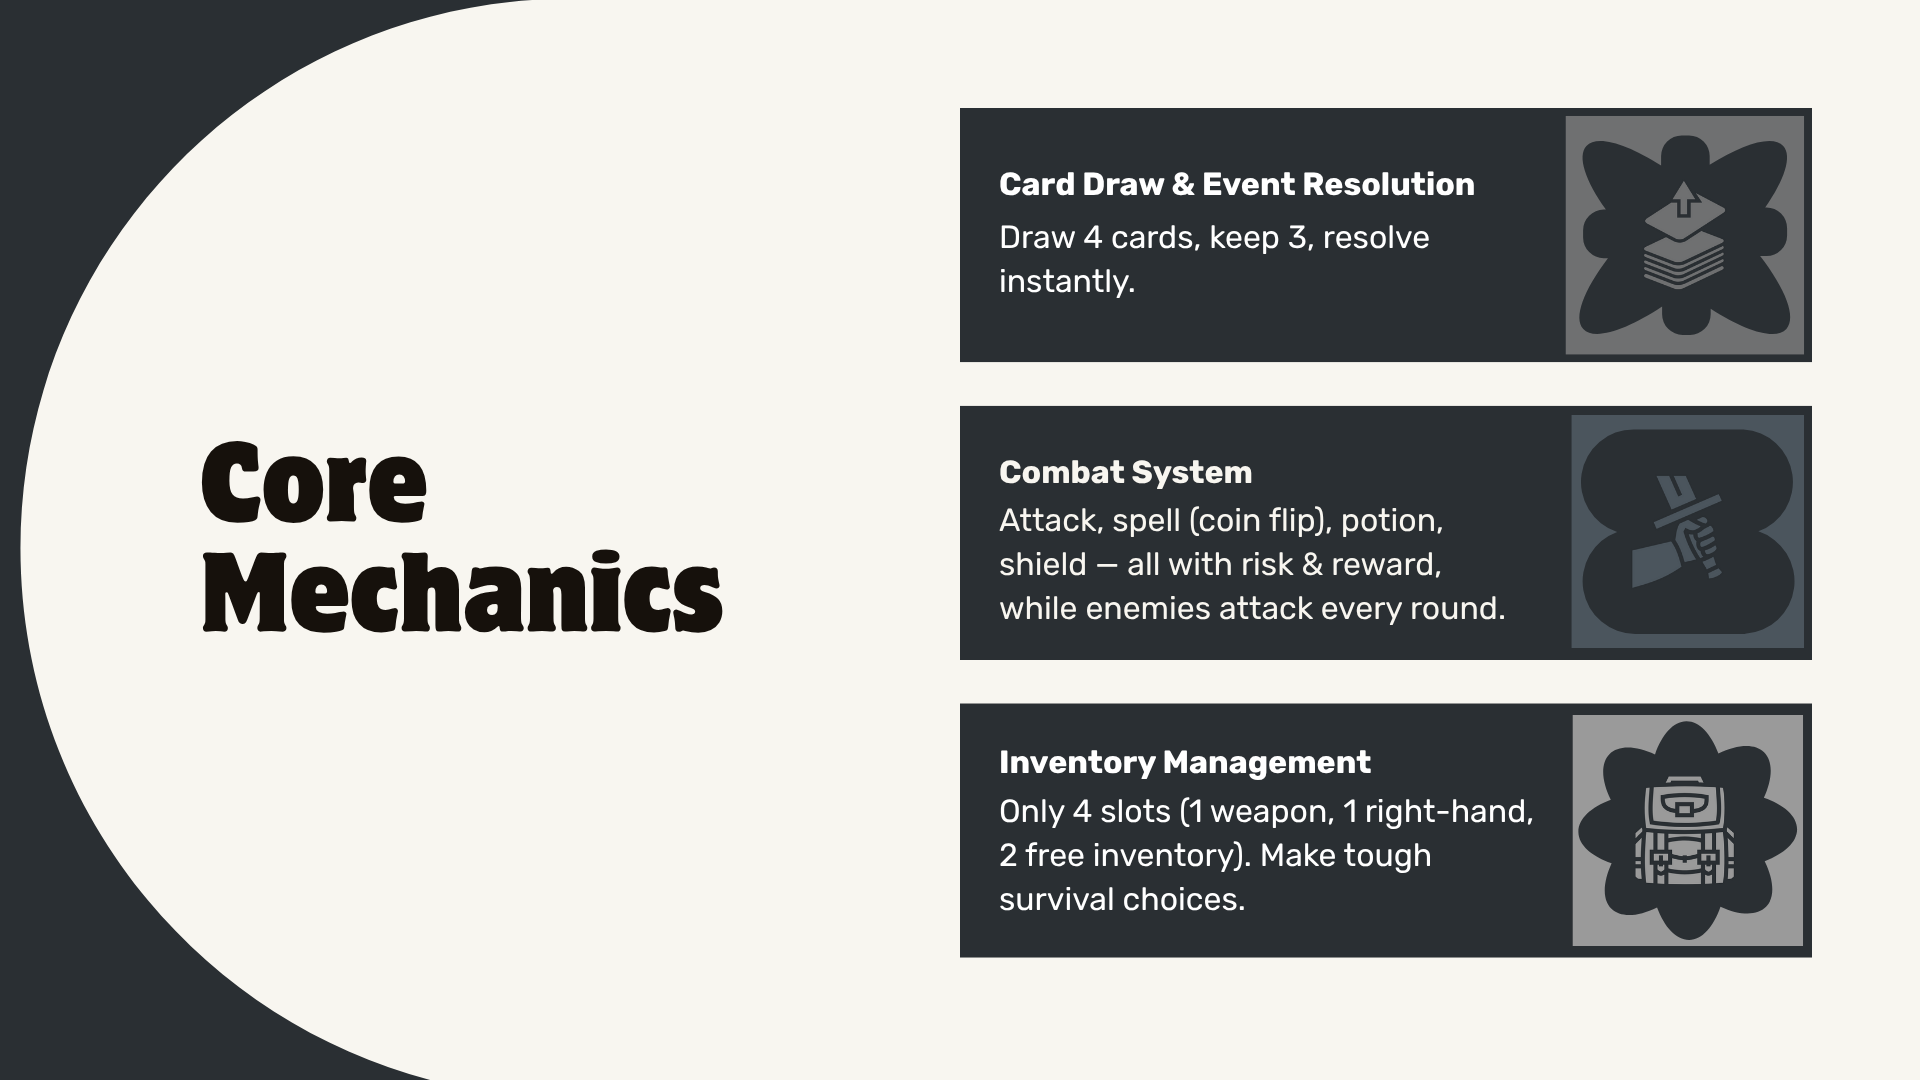 Core
Mechanics
Card Draw & Event Resolution
Draw 4 cards, keep 3, resolve
instantly.
Combat System
Attack, spell (coin flip), potion,
shield — all with risk & reward,
while enemies attack every round.
Inventory Management
Only 4 slots (1 weapon, 1 right-hand,
2 free inventory). Make tough
survival choices.